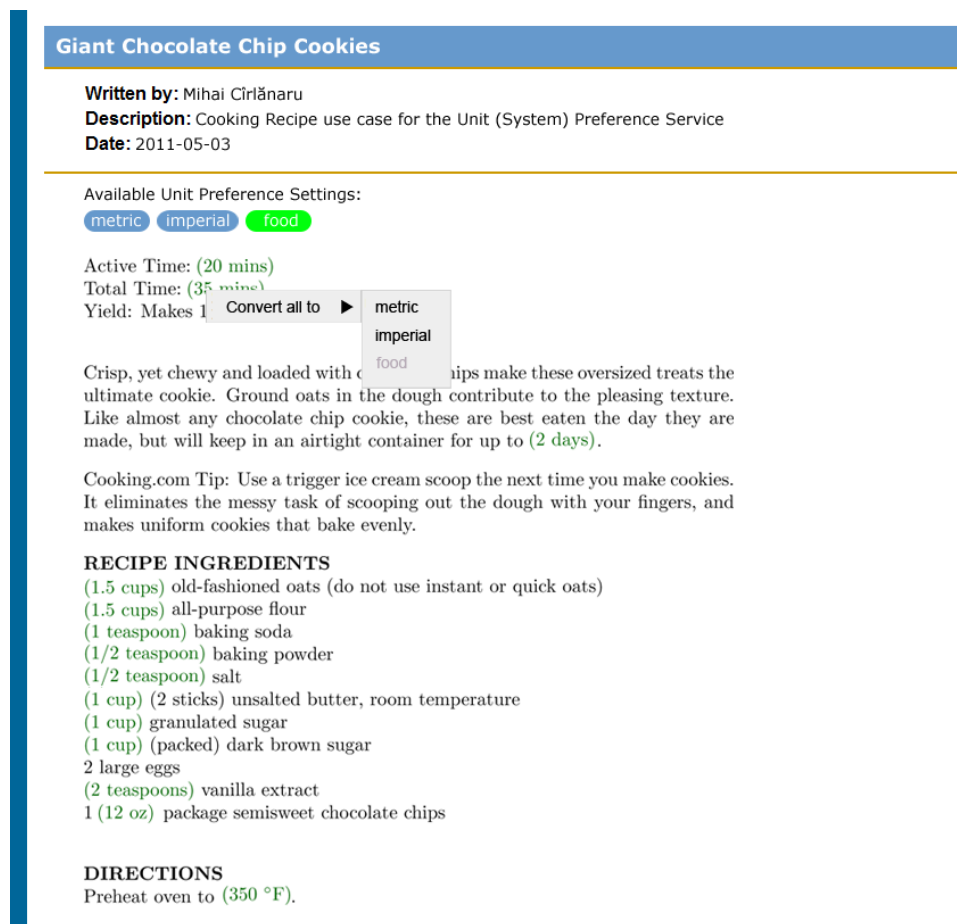 Giant Chocolate Chip Cookies
Written by: Mihai Cîrlănaru
Description: Cooking Recipe use case for the Unit (System) Preference Service
Date: 2011-05-03
Available Unit Preference Settings:
metric imperial food
Active Time: (20 mins)
Total Time: (35 mins)
Yield: Makes 1
Convert all to ▶ metric
imperial
food
Crisp, yet chewy and loaded with make these oversized treats the
ultimate cookie. Ground oats in the dough contribute to the pleasing texture.
Like almost any chocolate chip cookie, these are best eaten the day they are
made, but will keep in an airtight container for up to (2 days).
Cooking.com Tip: Use a trigger ice cream scoop the next time you make cookies.
It eliminates the messy task of scooping out the dough with your fingers, and
makes uniform cookies that bake evenly.
RECIPE INGREDIENTS
(1.5 cups) old-fashioned oats (do not use instant or quick oats)
(1.5 cups) all-purpose flour
(1 teaspoon) baking soda
(1/2 teaspoon) baking powder
(1/2 teaspoon) salt
(1 cup) (2 sticks) unsalted butter, room temperature
(1 cup) granulated sugar
(1 cup) (packed) dark brown sugar
2 large eggs
(2 teaspoons) vanilla extract
1 (12 oz) package semisweet chocolate chips
DIRECTIONS
Preheat oven to (350 °F).